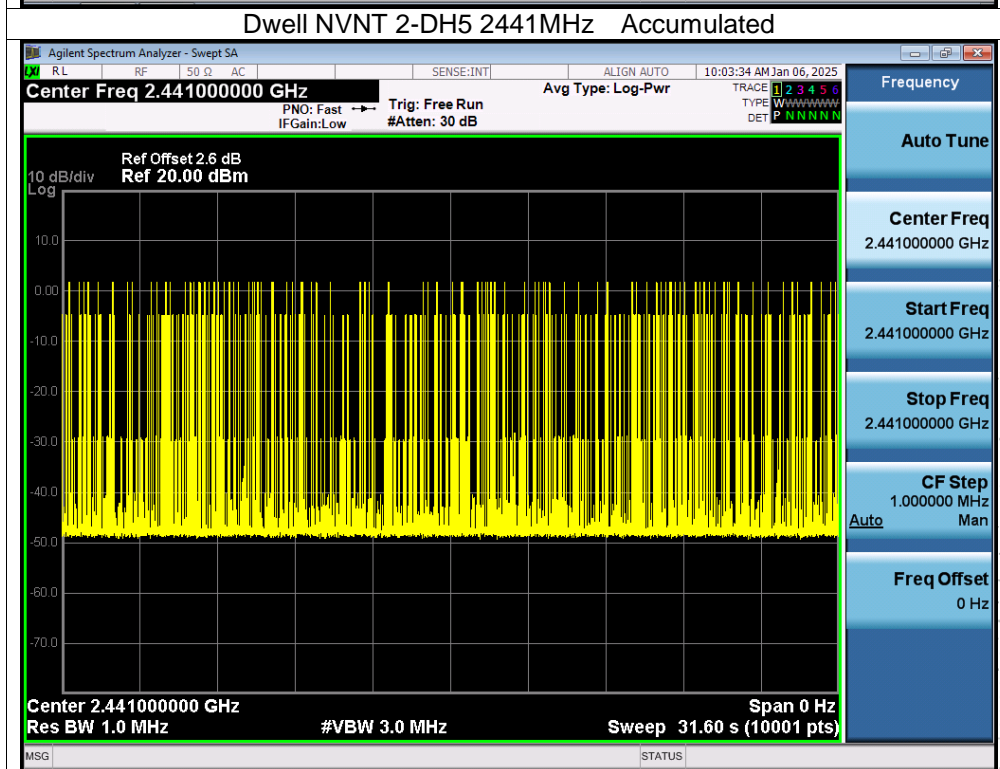 Dwell NVNT 2-DH5 2441MHz    Accumulated
Agilent Spectrum Analyzer - Swept SA
LXI RL RF 50 Ω AC SENSE:INT ALIGN AUTO 10:03:34 AM Jan 06, 2025
Center Freq 2.441000000 GHz
PNO: Fast
IFGain:Low
Trig: Free Run
#Atten: 30 dB
Avg Type: Log-Pwr
TRACE 1 2 3 4 5 6
TYPE WWWWWW
DET P N N N N N
Frequency
Ref Offset 2.6 dB
10 dB/div Ref 20.00 dBm
Log
10.0
0.00
-10.0
-20.0
-30.0
-40.0
-50.0
-60.0
-70.0
Center 2.441000000 GHz Span 0 Hz
Res BW 1.0 MHz #VBW 3.0 MHz Sweep 31.60 s (10001 pts)
Auto Tune
Center Freq
2.441000000 GHz
Start Freq
2.441000000 GHz
Stop Freq
2.441000000 GHz
CF Step
1.000000 MHz
Auto Man
Freq Offset
0 Hz
MSG STATUS